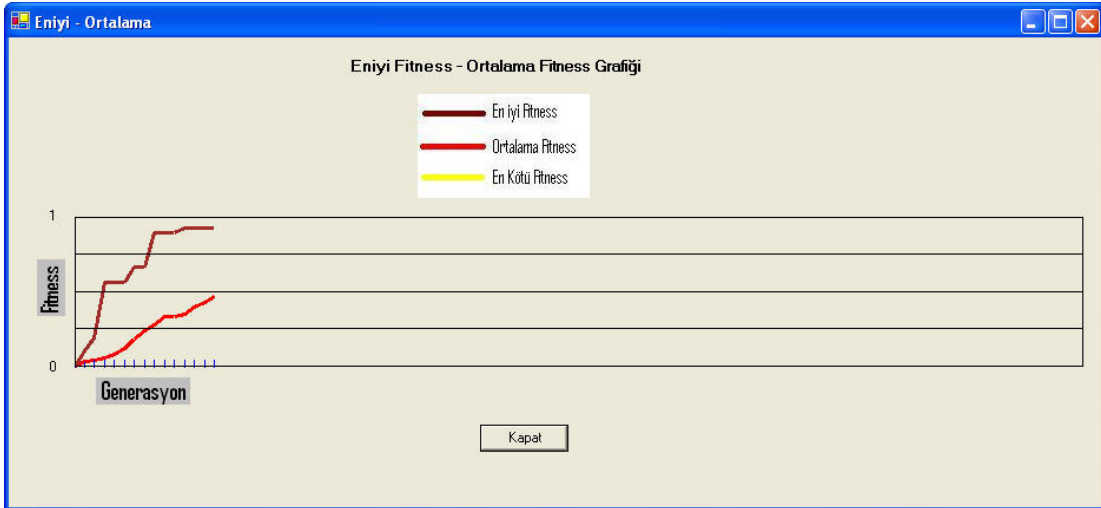 Eniyi - Ortalama
Eniyi Fitness - Ortalama Fitness Grafiği
En iyi Fitness
Ortalama Fitness
En Kötü Fitness
1
Fitness
0
Generasyon
Kapat